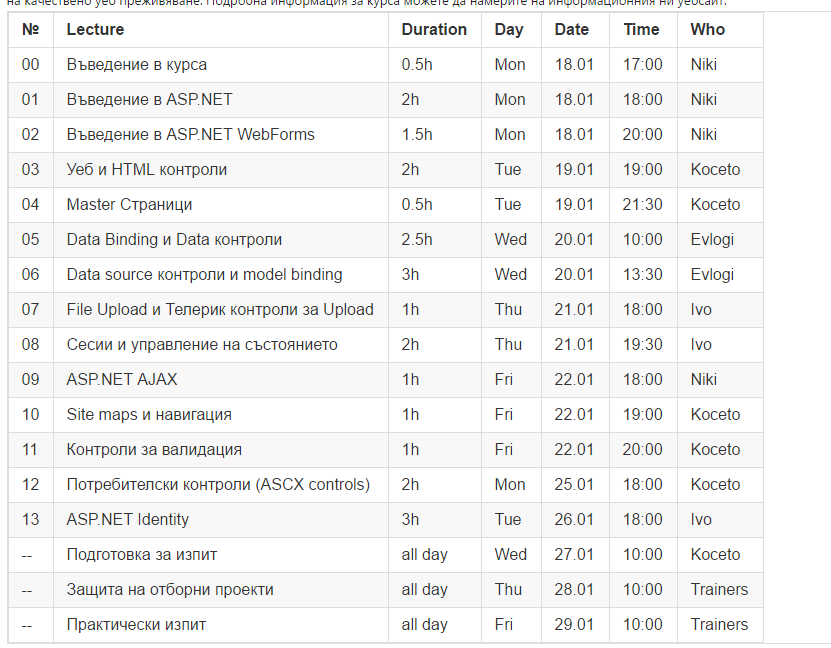 на качествено уеб преживяване. Подробна информация за курса можете да намерите на информационния ни уебсайт.
№ Lecture Duration Day Date Time Who
00 Въведение в курса 0.5h Mon 18.01 17:00 Niki
01 Въведение в ASP.NET 2h Mon 18.01 18:00 Niki
02 Въведение в ASP.NET WebForms 1.5h Mon 18.01 20:00 Niki
03 Уеб и HTML контроли 2h Tue 19.01 19:00 Koceto
04 Master Страници 0.5h Tue 19.01 21:30 Koceto
05 Data Binding и Data контроли 2.5h Wed 20.01 10:00 Evlogi
06 Data source контроли и model binding 3h Wed 20.01 13:30 Evlogi
07 File Upload и Телерик контроли за Upload 1h Thu 21.01 18:00 Ivo
08 Сесии и управление на състоянието 2h Thu 21.01 19:30 Ivo
09 ASP.NET AJAX 1h Fri 22.01 18:00 Niki
10 Site maps и навигация 1h Fri 22.01 19:00 Koceto
11 Контроли за валидация 1h Fri 22.01 20:00 Koceto
12 Потребителски контроли (ASCX controls) 2h Mon 25.01 18:00 Koceto
13 ASP.NET Identity 3h Tue 26.01 18:00 Ivo
-- Подготовка за изпит all day Wed 27.01 10:00 Koceto
-- Защита на отборни проекти all day Thu 28.01 10:00 Trainers
-- Практически изпит all day Fri 29.01 10:00 Trainers